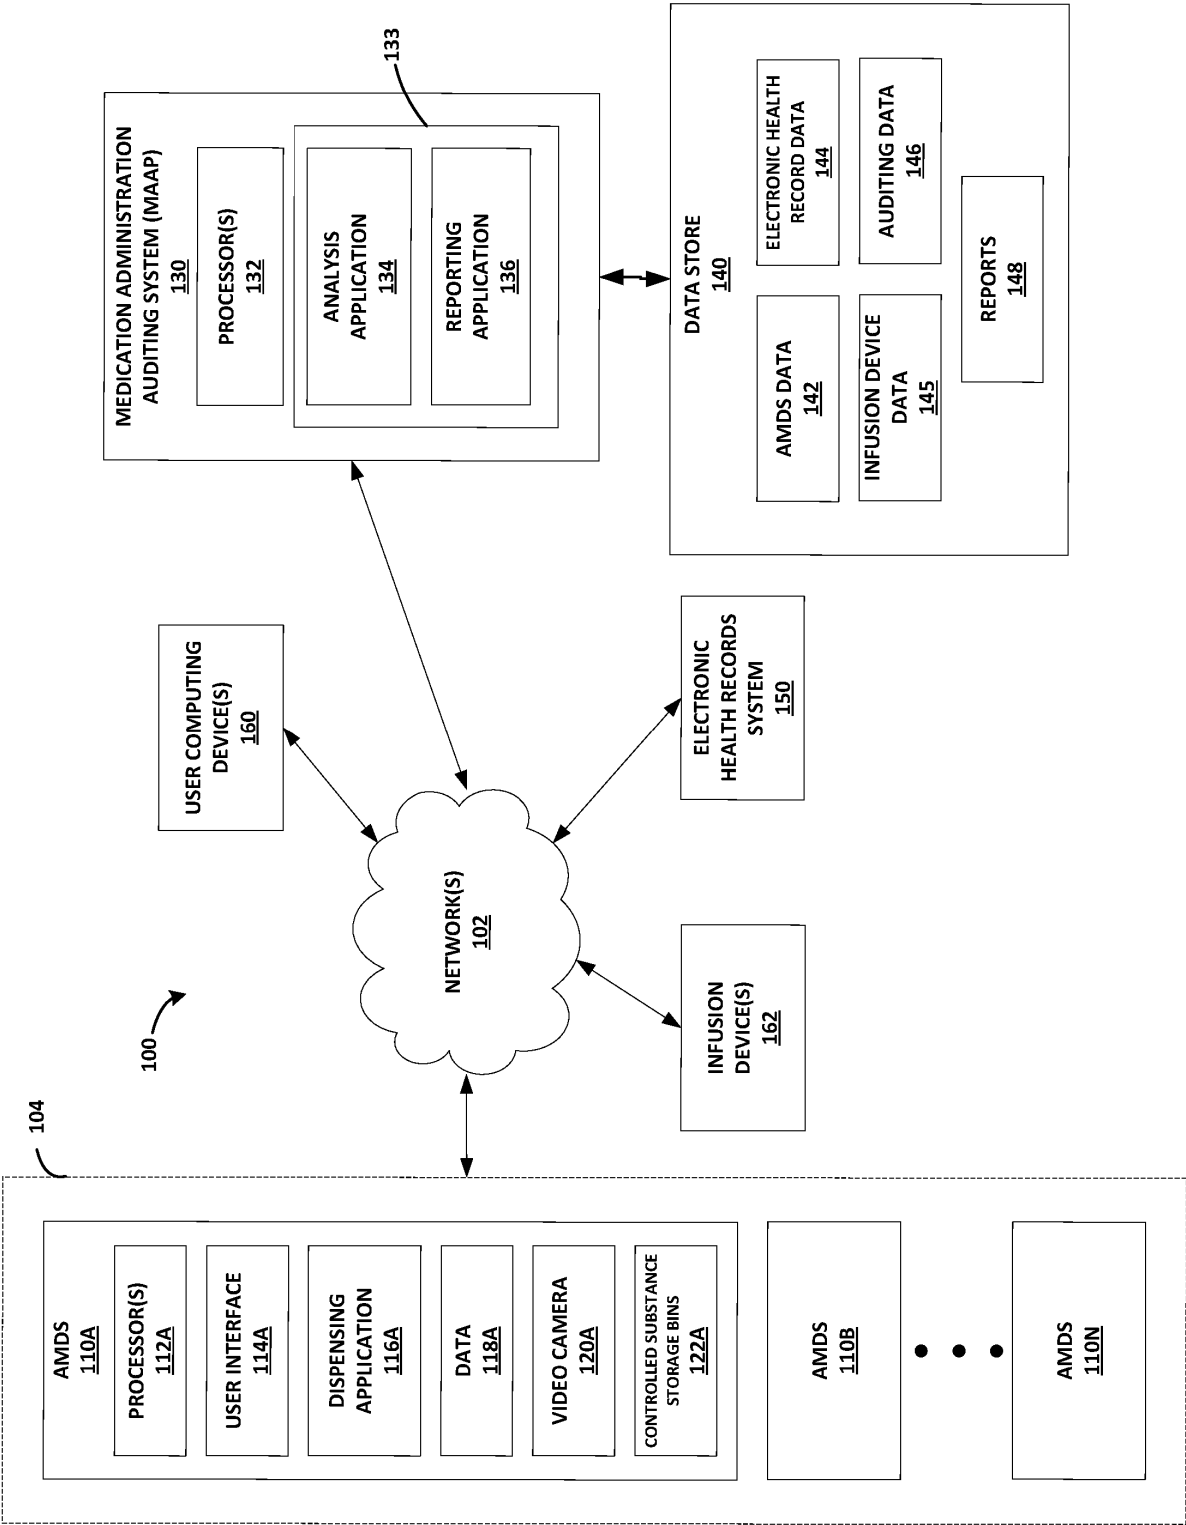 100
104
AMDS
110A
PROCESSOR(S)
112A
USER INTERFACE
114A
DISPENSING
APPLICATION
116A
DATA
118A
VIDEO CAMERA
120A
CONTROLLED SUBSTANCE
STORAGE BINS
122A
AMDS
110B
AMDS
110N
NETWORK(S)
102
USER COMPUTING
DEVICE(S)
160
INFUSION
DEVICE(S)
162
ELECTRONIC
HEALTH RECORDS
SYSTEM
150
MEDICATION ADMINISTRATION
AUDITING SYSTEM (MAAP)
130
PROCESSOR(S)
132
133
ANALYSIS
APPLICATION
134
REPORTING
APPLICATION
136
DATA STORE
140
AMDS DATA
142
ELECTRONIC HEALTH
RECORD DATA
144
INFUSION DEVICE
DATA
145
AUDITING DATA
146
REPORTS
148